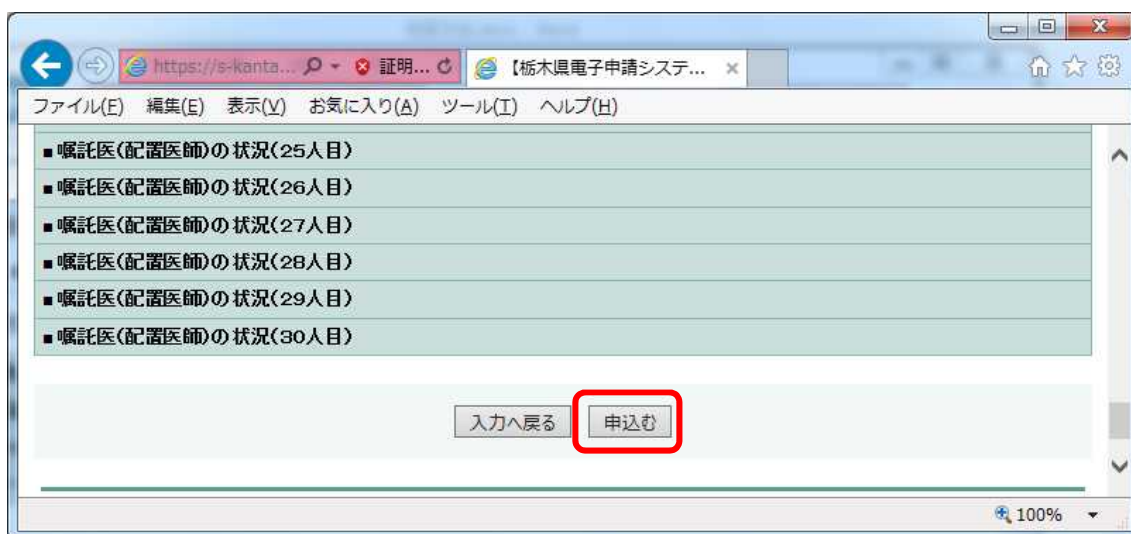 https://s-kanta... 証明... 【栃木県電子申請システ...
ファイル(F) 編集(E) 表示(V) お気に入り(A) ツール(T) ヘルプ(H)
■嘱託医(配置医師)の状況(25人目)
■嘱託医(配置医師)の状況(26人目)
■嘱託医(配置医師)の状況(27人目)
■嘱託医(配置医師)の状況(28人目)
■嘱託医(配置医師)の状況(29人目)
■嘱託医(配置医師)の状況(30人目)
入力へ戻る 申込む
100%